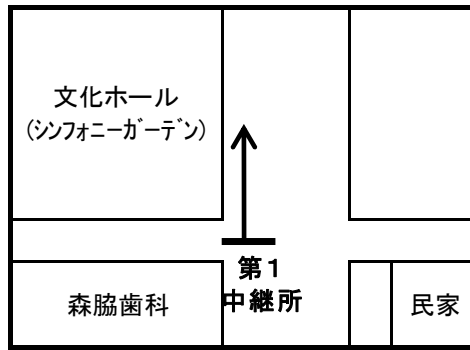 文化ホール
(ｼﾝﾌｫﾆｰｶﾞｰﾃﾞﾝ)
第１
中継所
森脇歯科
民家